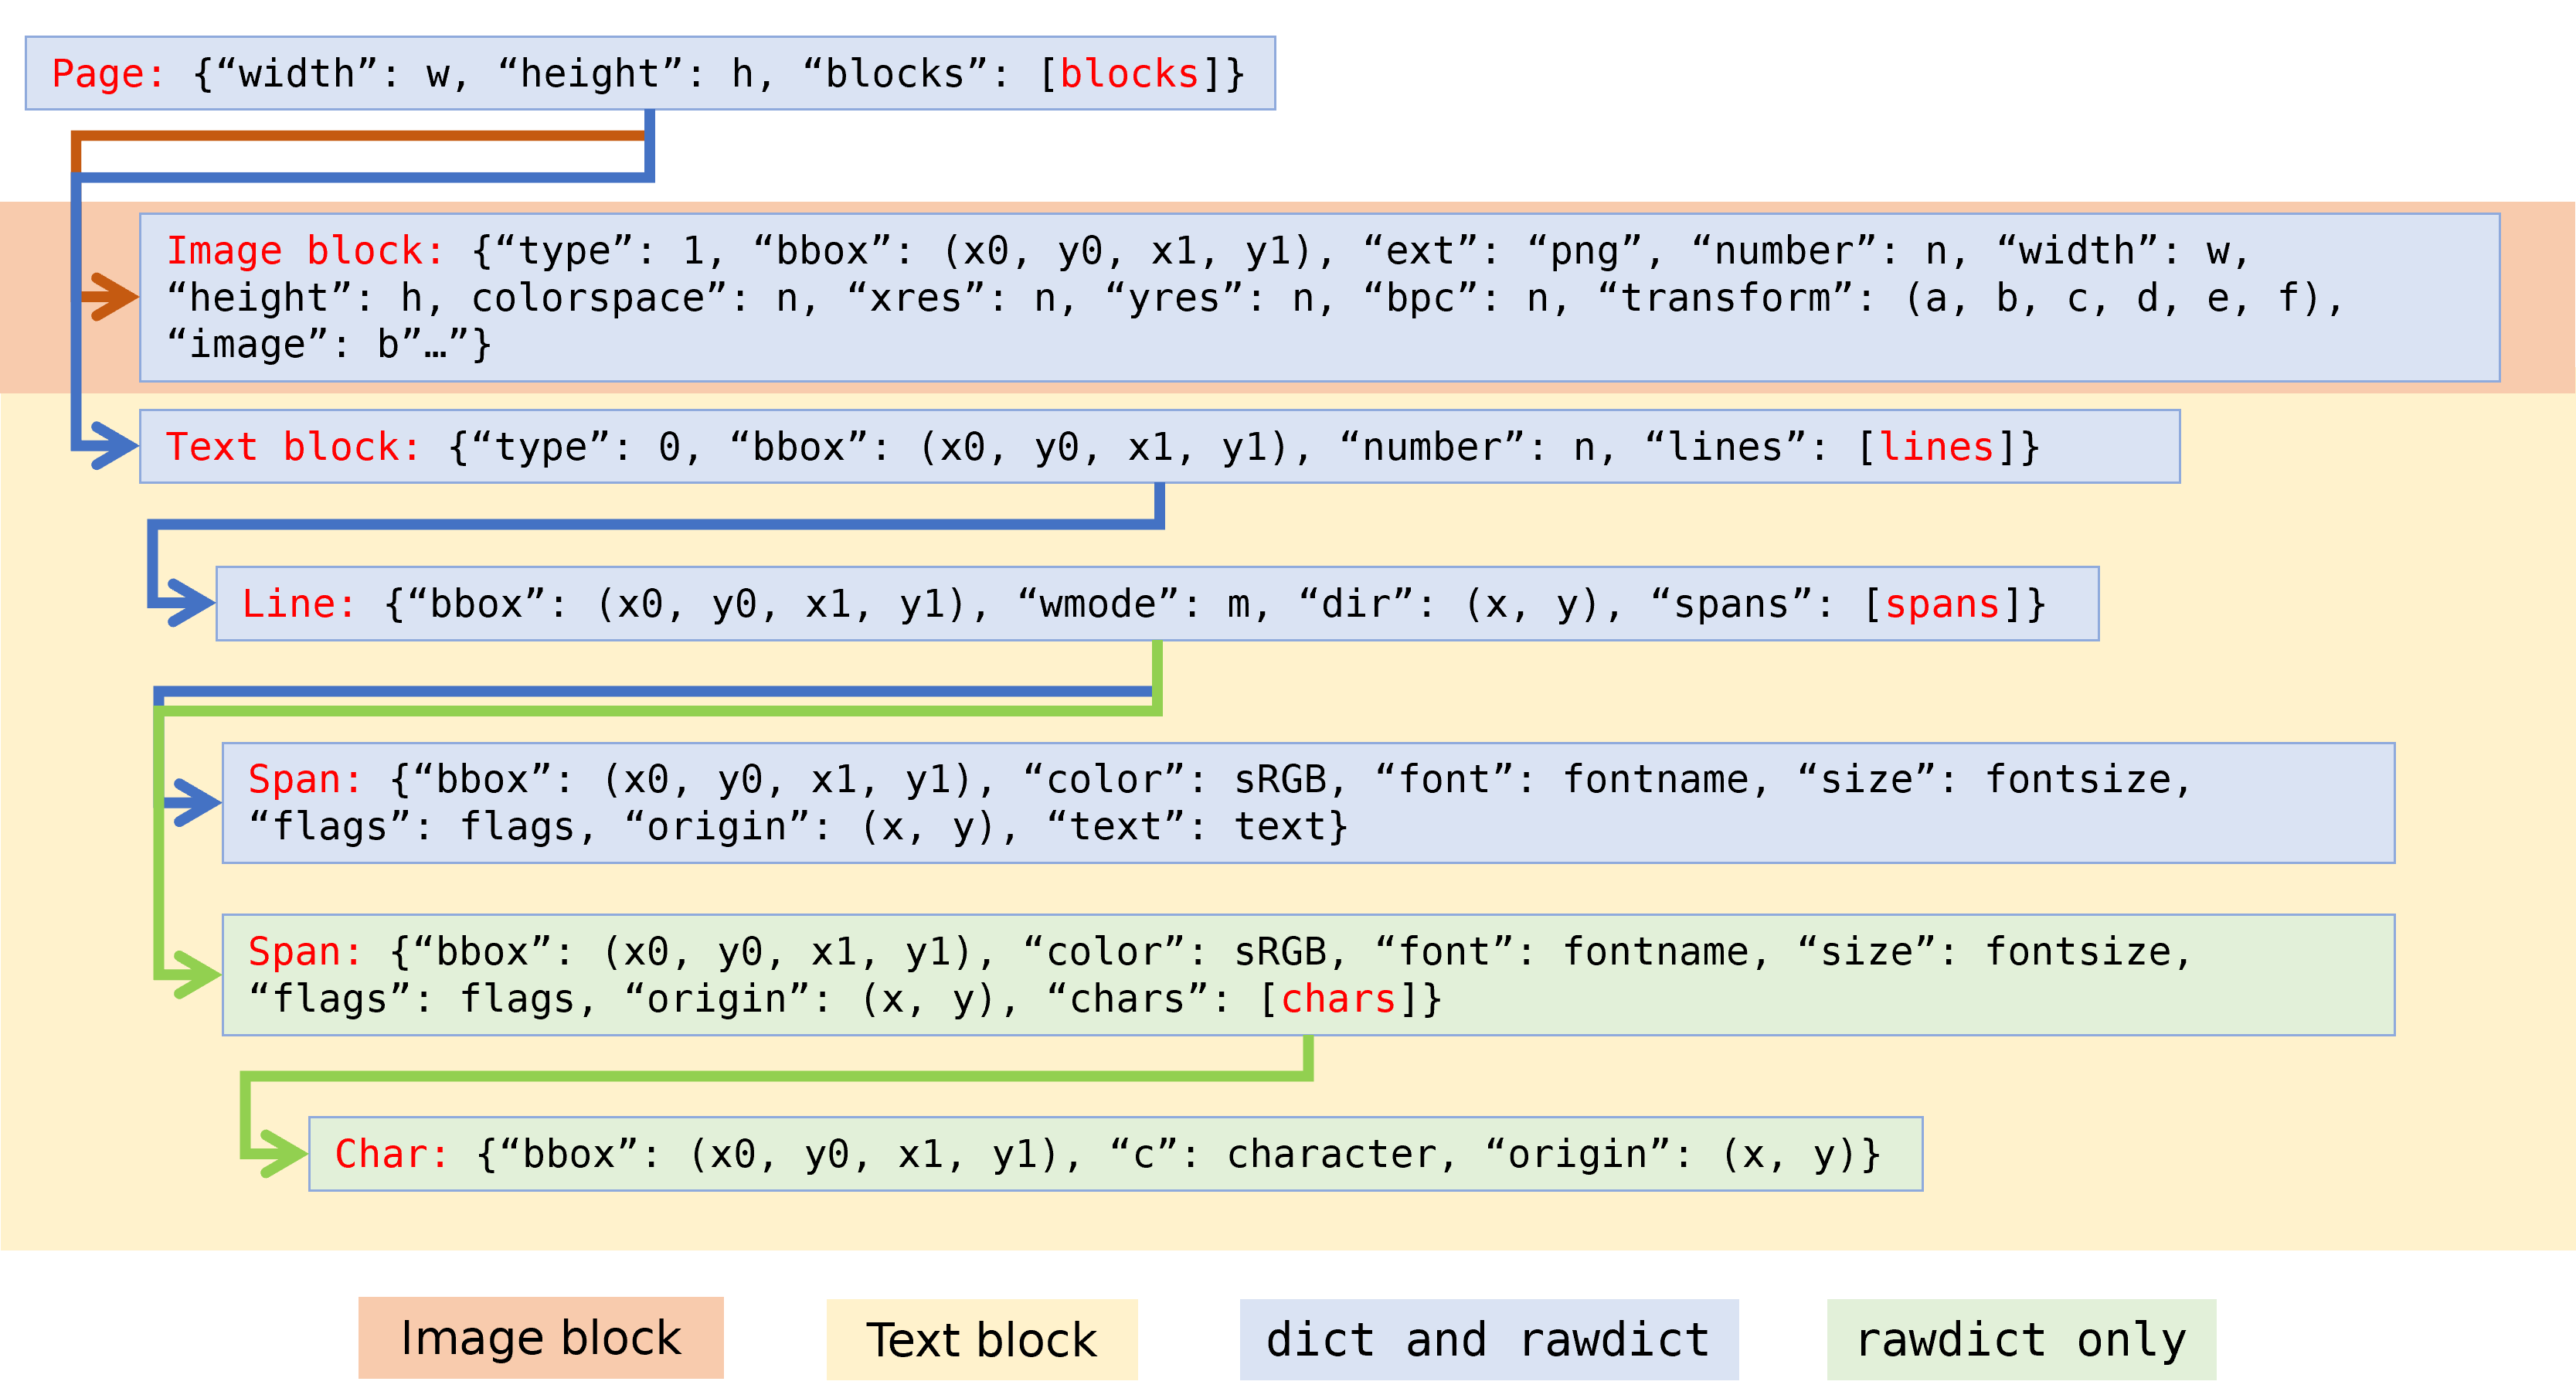 Page: {“width”: w, “height”: h, “blocks”: [blocks]}
Image block: {“type”: 1, “bbox”: (x0, y0, x1, y1), “ext”: “png”, “number”: n, “width”: w,
“height”: h, colorspace”: n, “xres”: n, “yres”: n, “bpc”: n, “transform”: (a, b, c, d, e, f),
“image”: b”…”}
Text block: {“type”: 0, “bbox”: (x0, y0, x1, y1), “number”: n, “lines”: [lines]}
Line: {“bbox”: (x0, y0, x1, y1), “wmode”: m, “dir”: (x, y), “spans”: [spans]}
Span: {“bbox”: (x0, y0, x1, y1), “color”: sRGB, “font”: fontname, “size”: fontsize,
“flags”: flags, “origin”: (x, y), “text”: text}
Span: {“bbox”: (x0, y0, x1, y1), “color”: sRGB, “font”: fontname, “size”: fontsize,
“flags”: flags, “origin”: (x, y), “chars”: [chars]}
Char: {“bbox”: (x0, y0, x1, y1), “c”: character, “origin”: (x, y)}
Image block
Text block
dict and rawdict
rawdict only